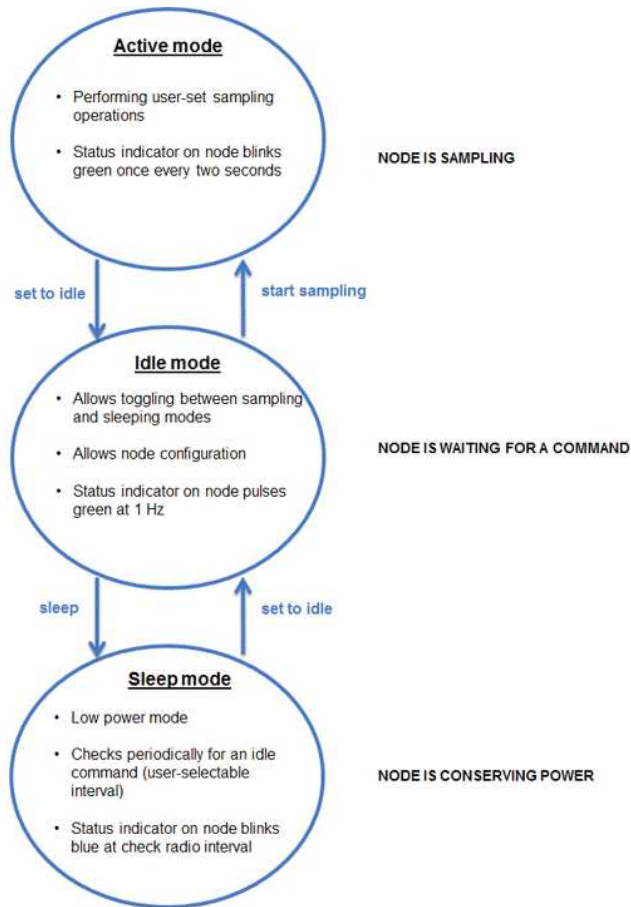 Active mode
• Performing user-set sampling
operations
• Status indicator on node blinks
green once every two seconds
NODE IS SAMPLING
set to idle
start sampling
Idle mode
• Allows toggling between sampling
and sleeping modes
• Allows node configuration
• Status indicator on node pulses
green at 1 Hz
NODE IS WAITING FOR A COMMAND
sleep
set to idle
Sleep mode
• Low power mode
• Checks periodically for an idle
command (user-selectable
interval)
• Status indicator on node blinks
blue at check radio interval
NODE IS CONSERVING POWER